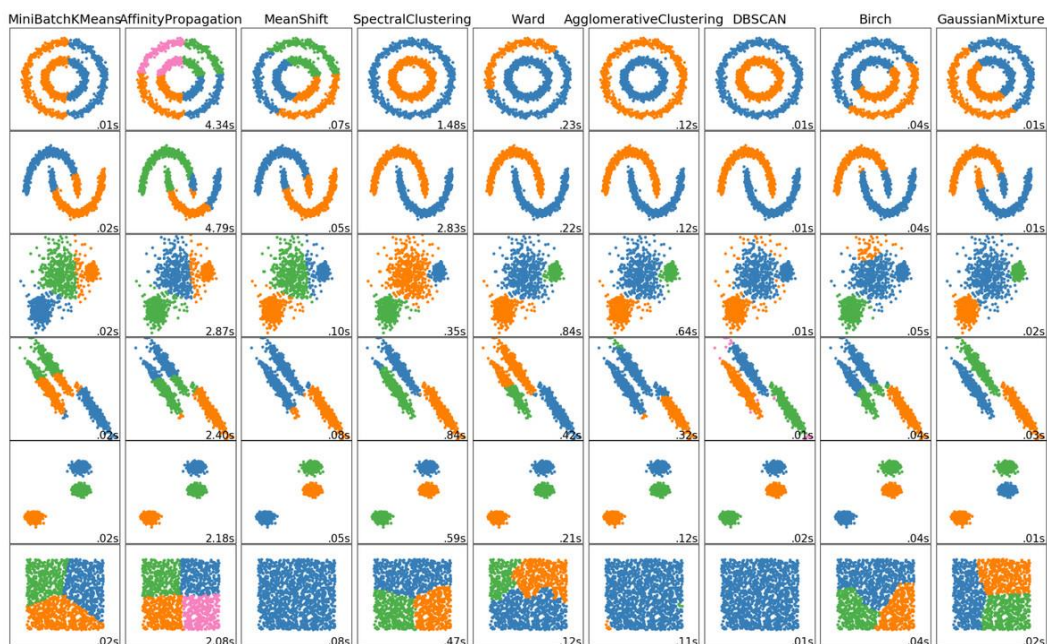 MiniBatchKMeans AffinityPropagation MeanShift SpectralClustering Ward AgglomerativeClustering DBSCAN Birch GaussianMixture
.01s 4.34s .07s 1.48s .23s .12s .01s .04s .01s
.02s 4.79s .05s 2.83s .22s .12s .01s .04s .01s
.02s 2.87s .10s .35s .84s .64s .01s .05s .02s
.02s 2.40s .08s .84s .42s .32s .01s .04s .03s
.02s 2.18s .05s .59s .21s .12s .02s .04s .01s
.02s 2.08s .08s .47s .12s .11s .01s .04s .02s